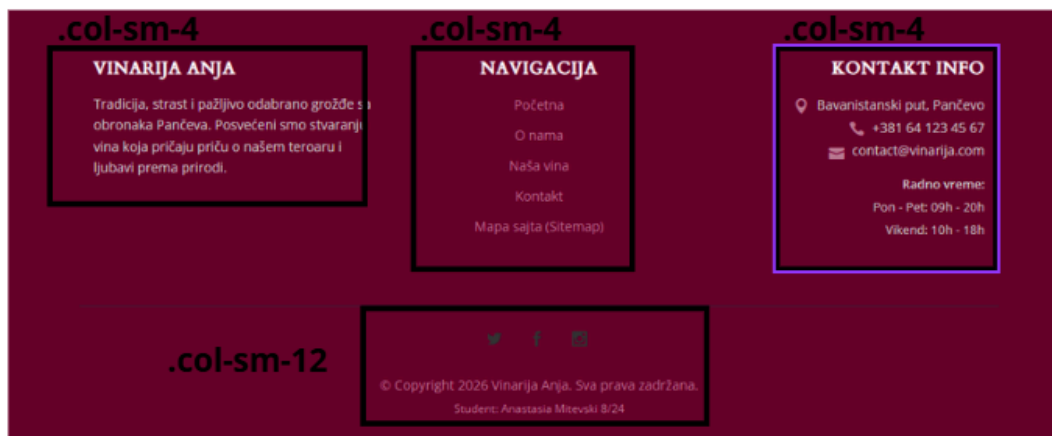 .col-sm-4
.col-sm-4
.col-sm-4
VINARIJA ANJA
Tradicija, strast i pažljivo odabrano grožđe sa
obronaka Pančeva. Posvećeni smo stvaranju
vina koja pričaju priču o našem teroaru i
ljubavi prema prirodi.
NAVIGACIJA
Početna
O nama
Naša vina
Kontakt
Mapa sajta (Sitemap)
KONTAKT INFO
Bavanistanski put, Pančevo
+381 64 123 45 67
contact@vinarija.com
Radno vreme:
Pon - Pet: 09h - 20h
Vikend: 10h - 18h
.col-sm-12
© Copyright 2026 Vinarija Anja. Sva prava zadržana.
Student: Anastasia Mitevski 8/24